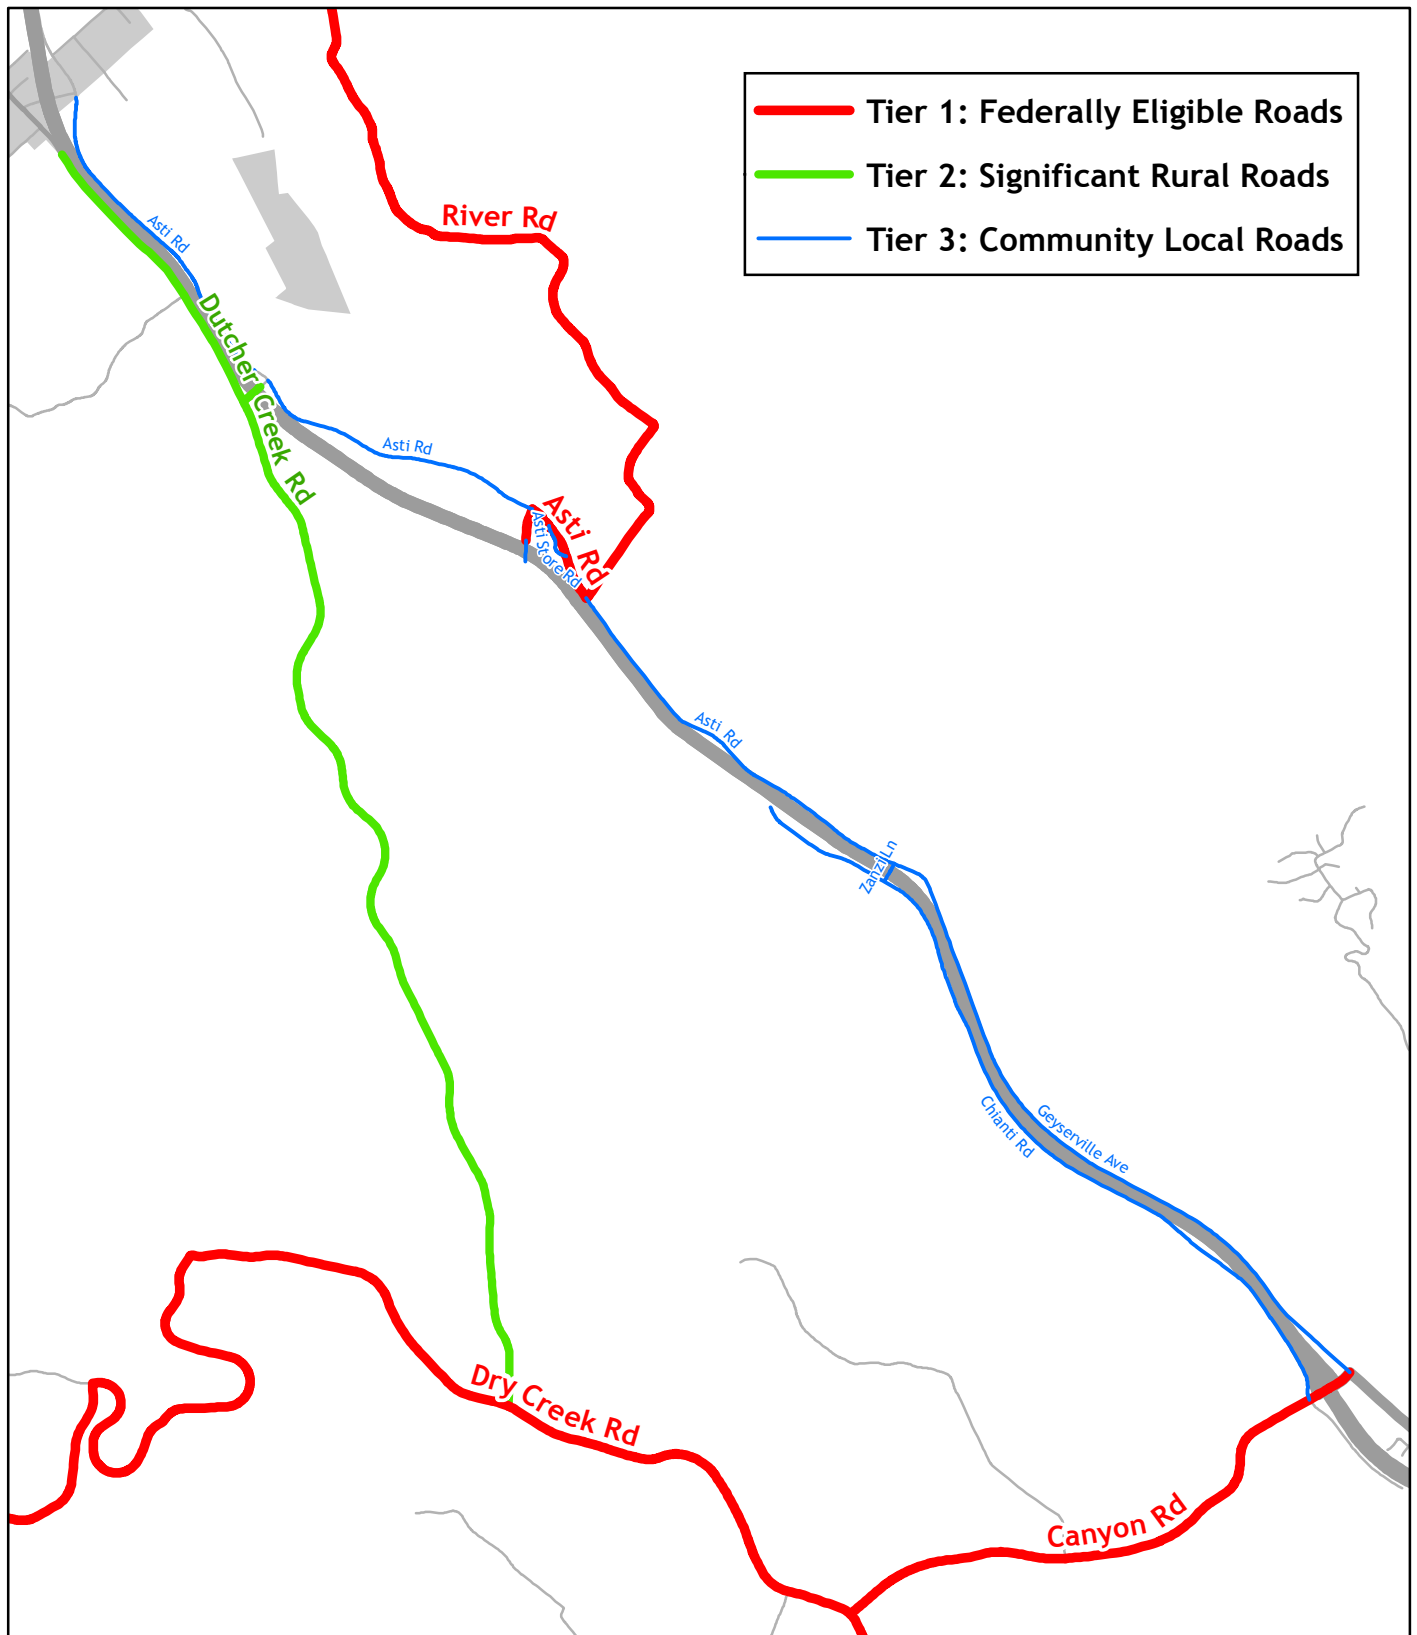 Tier 1: Federally Eligible Roads
Tier 2: Significant Rural Roads
Tier 3: Community Local Roads
River Rd
Asti Rd
Dutcher Creek Rd
Asti Rd
Asti Rd
Asti Store Rd
Asti Rd
Zanzi Ln
Chianti Rd
Geyserville Ave
Dry Creek Rd
Canyon Rd